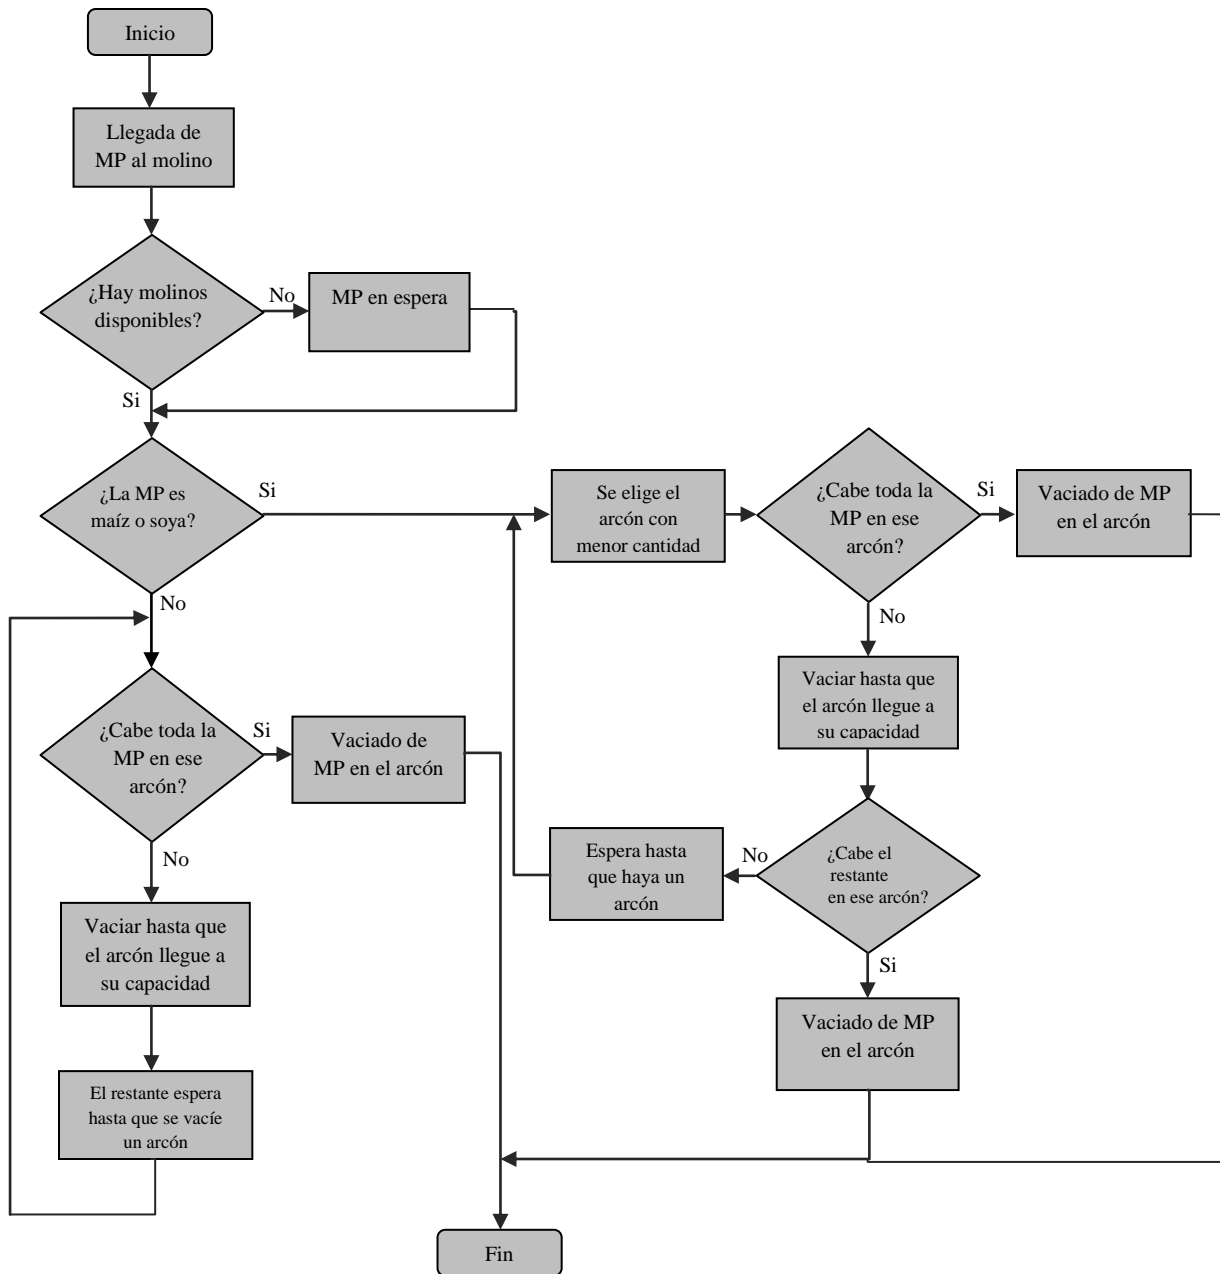 Inicio
Llegada de
MP al molino
¿Hay molinos
disponibles?
No
MP en espera
Si
¿La MP es
maíz o soya?
Si
Se elige el
arcón con
menor cantidad
¿Cabe toda la
MP en ese
arcón?
Si
Vaciado de MP
en el arcón
No
No
Vaciar hasta que
el arcón llegue a
su capacidad
¿Cabe toda la
MP en ese
arcón?
Si
Vaciado de
MP en el arcón
No
Espera hasta
que haya un
arcón
No
¿Cabe el
restante
en ese arcón?
Vaciar hasta que
el arcón llegue a
su capacidad
Si
Vaciado de MP
en el arcón
El restante espera
hasta que se vacíe
un arcón
Fin